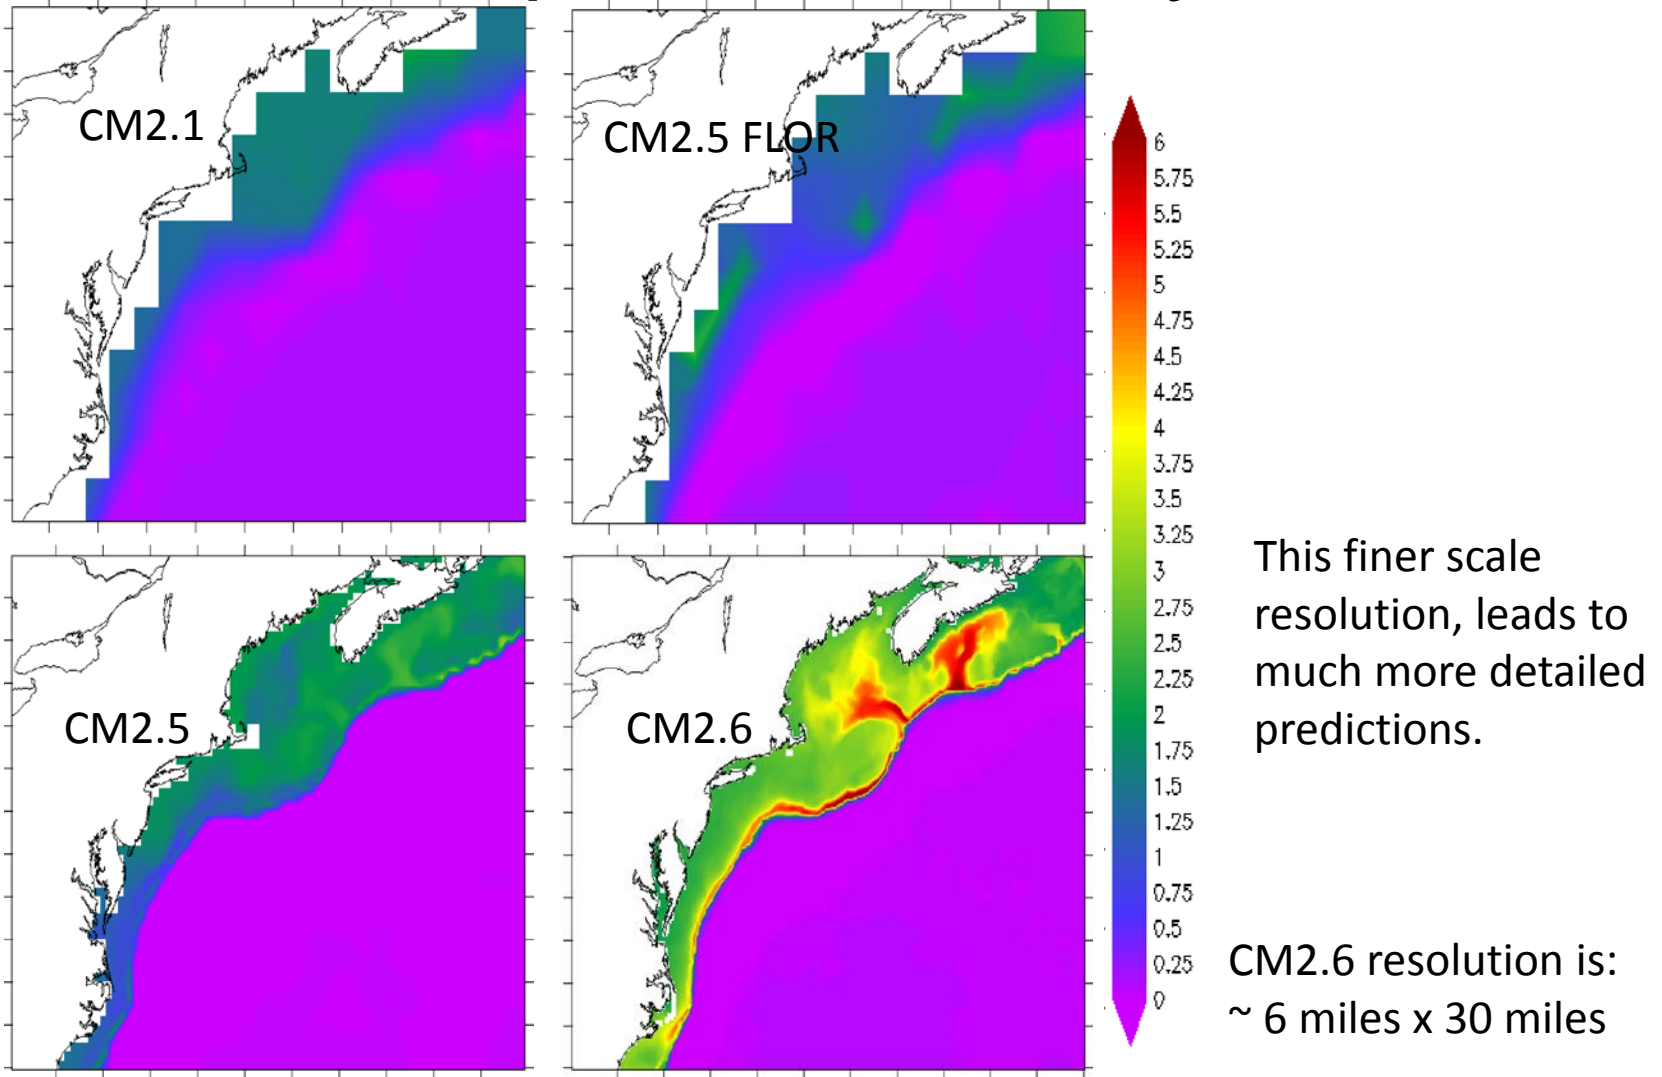 CM2.1
CM2.5 FLOR
CM2.5
CM2.6
6
5.75
5.5
5.25
5
4.75
4.5
4.25
4
3.75
3.5
3.25
3
2.75
2.5
2.25
2
1.75
1.5
1.25
1
0.75
0.5
0.25
0
This finer scale
resolution, leads to
much more detailed
predictions.
CM2.6 resolution is:
~ 6 miles x 30 miles